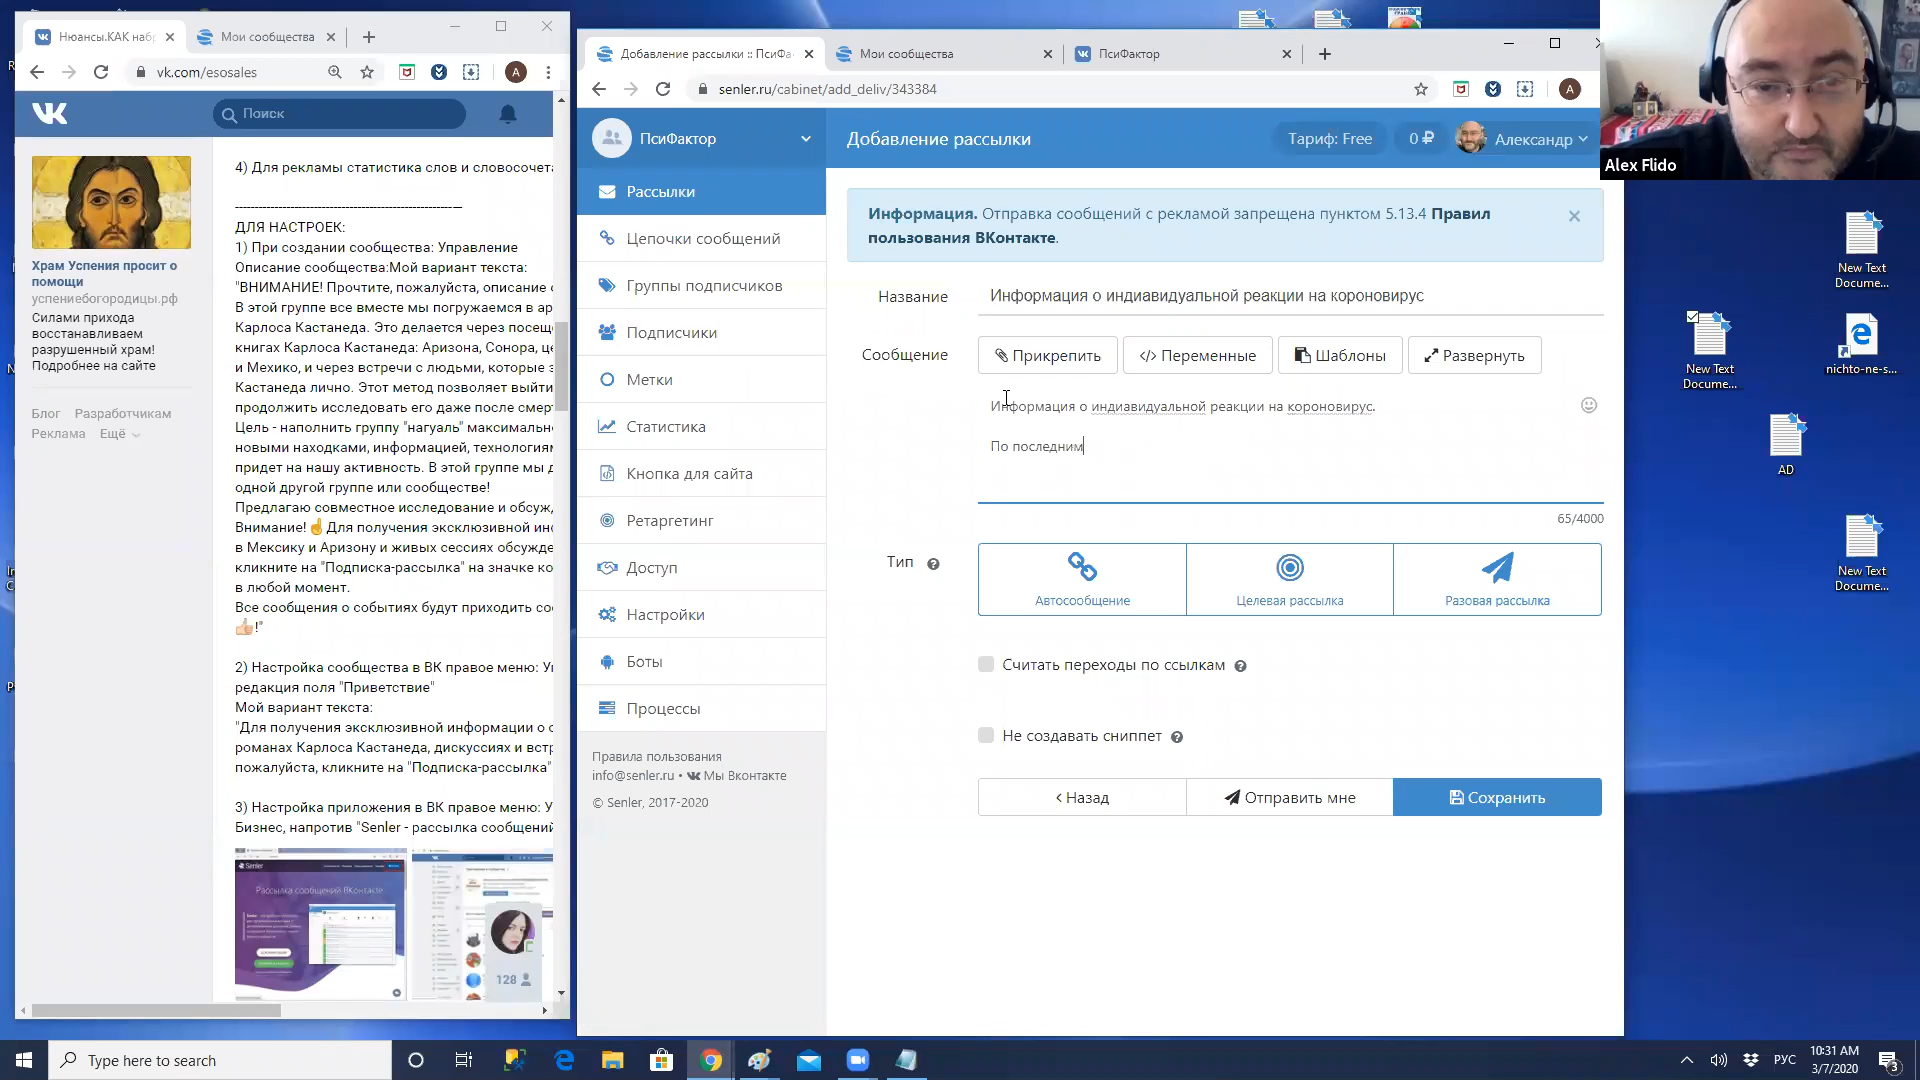 Нюансы.КАК наб
Мои сообщества
vk.com/esosales
A
Поиск
Храм Успения просит о
помощи
успениебогородицы.рф
Силами прихода
восстанавливаем
разрушенный храм!
Подробнее на сайте
Блог Разработчикам
Реклама Ещё
4) Для рекламы статистика слов и словосочета
ДЛЯ НАСТРОЕК:
1) При создании сообщества: Управление
Описание сообщества:Мой вариант текста:
"ВНИМАНИЕ! Прочтите, пожалуйста, описание
В этой группе все вместе мы погружаемся в ар
Карлоса Кастанеда. Это делается через посещ
книгах Карлоса Кастанеда: Аризона, Сонора, це
и Мехико, и через встречи с людьми, которые
Кастанеда лично. Этот метод позволяет выйти
продолжить исследовать его даже после смер
Цель - наполнить группу "нагуаль" максимальн
новыми находками, информацией, технология
придет на нашу активность. В этой группе мы д
одной другой группе или сообществе!
Предлагаю совместное исследование и обсуж
Внимание!☝Для получения эксклюзивной ин
в Мексику и Аризону и живых сессиях обсужде
кликните на "Подписка-рассылка" на значке ко
в любой момент.
Все сообщения о событиях будут приходить со
👍!"
2) Настройка сообщества в ВК правое меню: Уп
редакция поля "Приветствие"
Мой вариант текста:
"Для получения эксклюзивной информации о с
романах Карлоса Кастанеда, дискуссиях и встр
пожалуйста, кликните на "Подписка-рассылка"
3) Настройка приложения в ВК правое меню: У
Бизнес, напротив "Senler - рассылка сообщений
Senler
Рассылка сообщений ВКонтакте
128
Добавление рассылки :: ПсиФа
Мои сообщества
ПсиФактор
senler.ru/cabinet/add_deliv/343384
A
ПсиФактор
Добавление рассылки
Тариф: Free
0 ₽
Александр
Рассылки
Цепочки сообщений
Группы подписчиков
Подписчики
Метки
Статистика
Кнопка для сайта
Ретаргетинг
Доступ
Настройки
Боты
Процессы
Правила пользования
info@senler.ru • Мы Вконтакте
© Senler, 2017-2020
Информация. Отправка сообщений с рекламой запрещена пунктом 5.13.4 Правил
пользования ВКонтакте.
Название
Информация о индиавидуальной реакции на короновирус
Сообщение
Прикрепить
</> Переменные
Шаблоны
Развернуть
Информация о индиавидуальной реакции на короновирус.
По последним
65/4000
Тип
Автосообщение
Целевая рассылка
Разовая рассылка
Считать переходы по ссылкам
Не создавать сниппет
‹ Назад
Отправить мне
Сохранить
Alex Flido
New Text
Docume...
New Text
Docume...
nichto-ne-s...
AD
New Text
Docume...
Type here to search
РУС
10:31 AM
3/7/2020
3